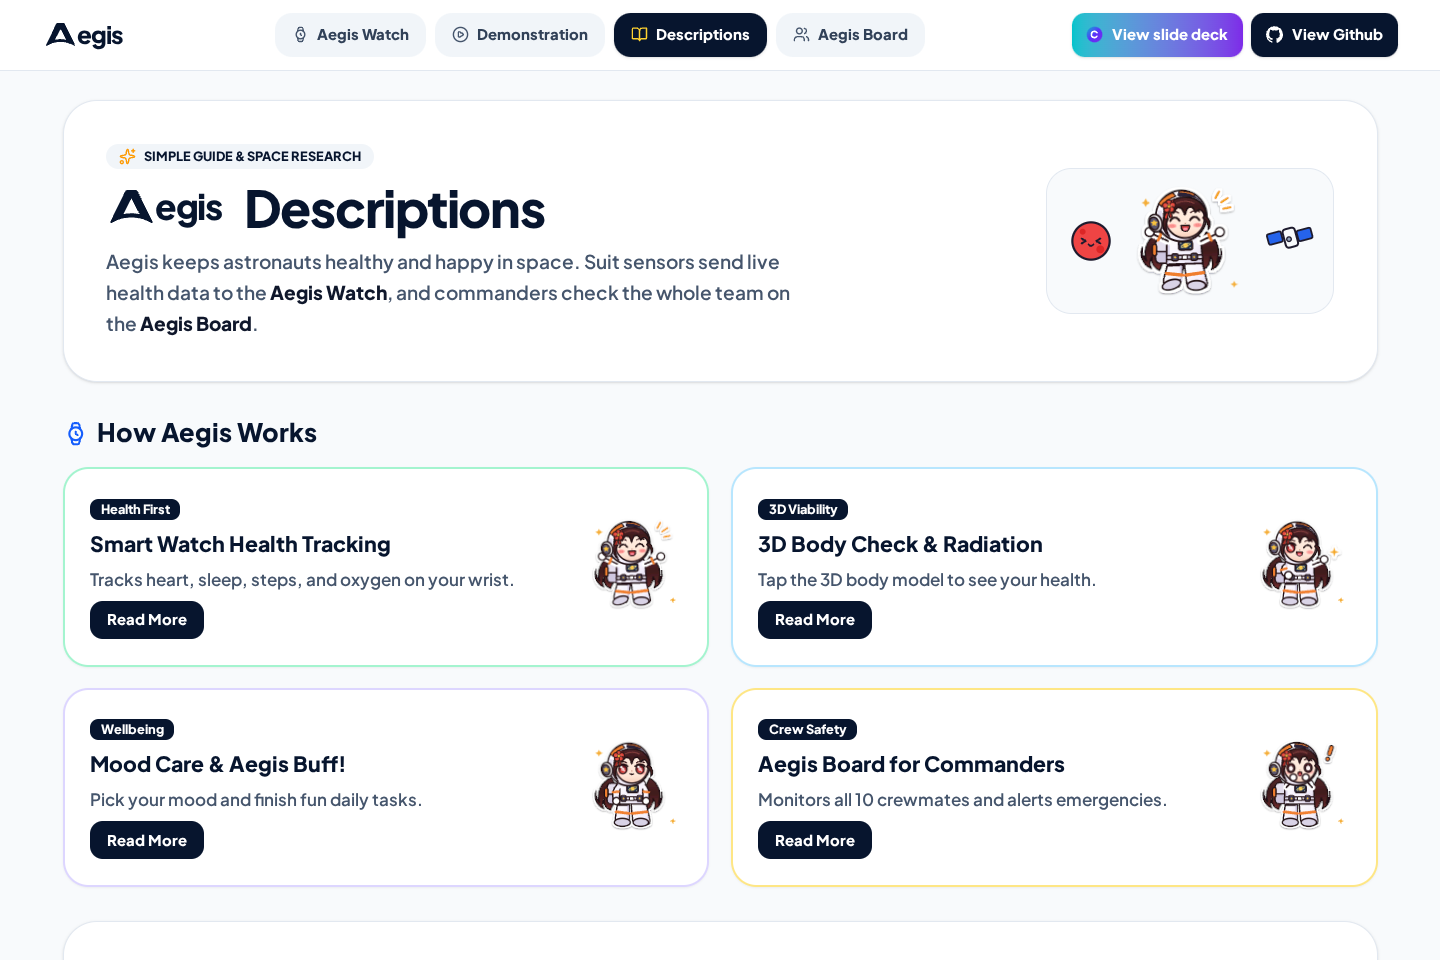 Aegis
Aegis Watch
Demonstration
Descriptions
Aegis Board
C View slide deck
View Github
SIMPLE GUIDE & SPACE RESEARCH
Aegis Descriptions
Aegis keeps astronauts healthy and happy in space. Suit sensors send live
health data to the Aegis Watch, and commanders check the whole team on
the Aegis Board.
How Aegis Works
Health First
Smart Watch Health Tracking
Tracks heart, sleep, steps, and oxygen on your wrist.
Read More
3D Viability
3D Body Check & Radiation
Tap the 3D body model to see your health.
Read More
Wellbeing
Mood Care & Aegis Buff!
Pick your mood and finish fun daily tasks.
Read More
Crew Safety
Aegis Board for Commanders
Monitors all 10 crewmates and alerts emergencies.
Read More